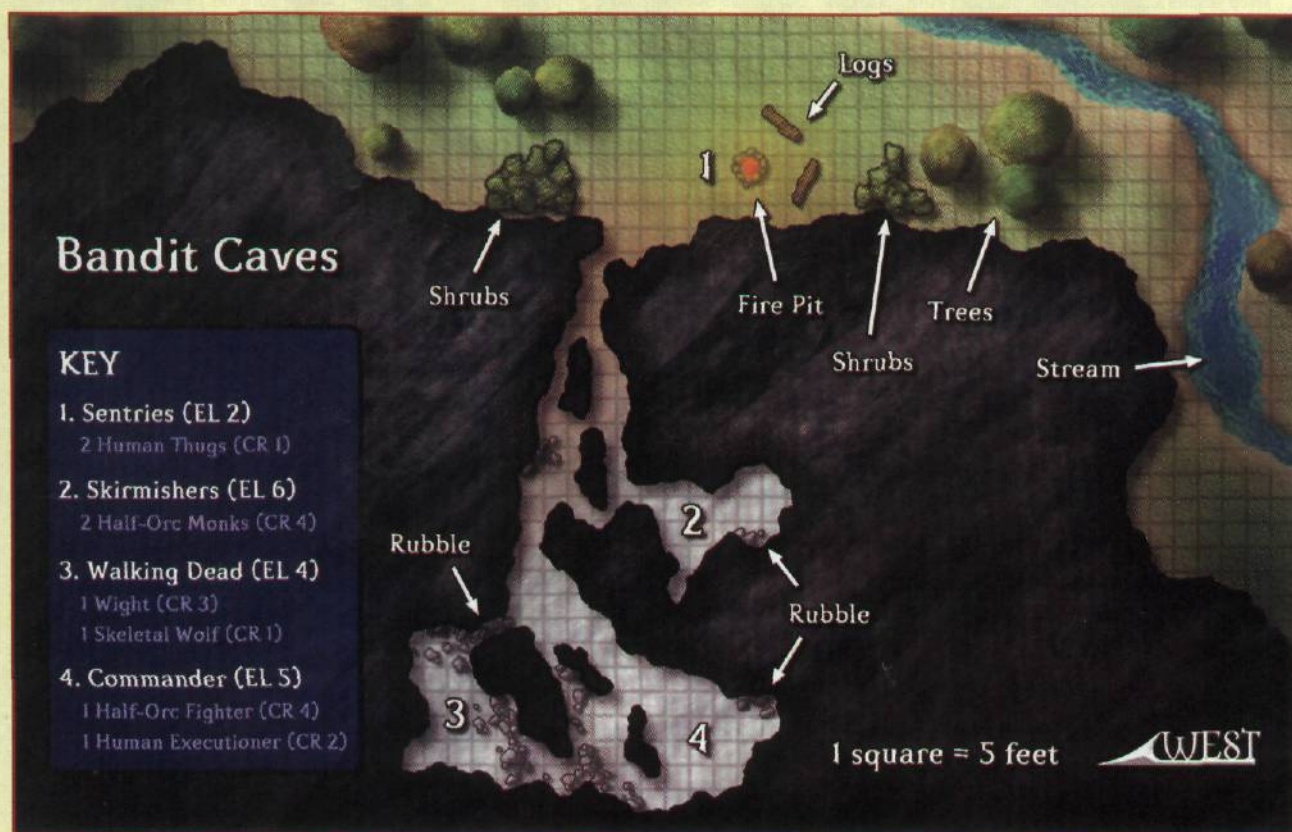 Logs
1
Bandit Caves
Shrubs
Fire Pit
Trees
Shrubs
Stream
KEY
1. Sentries (EL 2)
2 Human Thugs (CR 1)
2. Skirmishers (EL 6)
2 Half-Orc Monks (CR 4)
3. Walking Dead (EL 4)
1 Wight (CR 3)
1 Skeletal Wolf (CR 1)
4. Commander (EL 5)
1 Half-Orc Fighter (CR 4)
1 Human Executioner (CR 2)
2
Rubble
Rubble
3
4
1 square = 5 feet
WEST